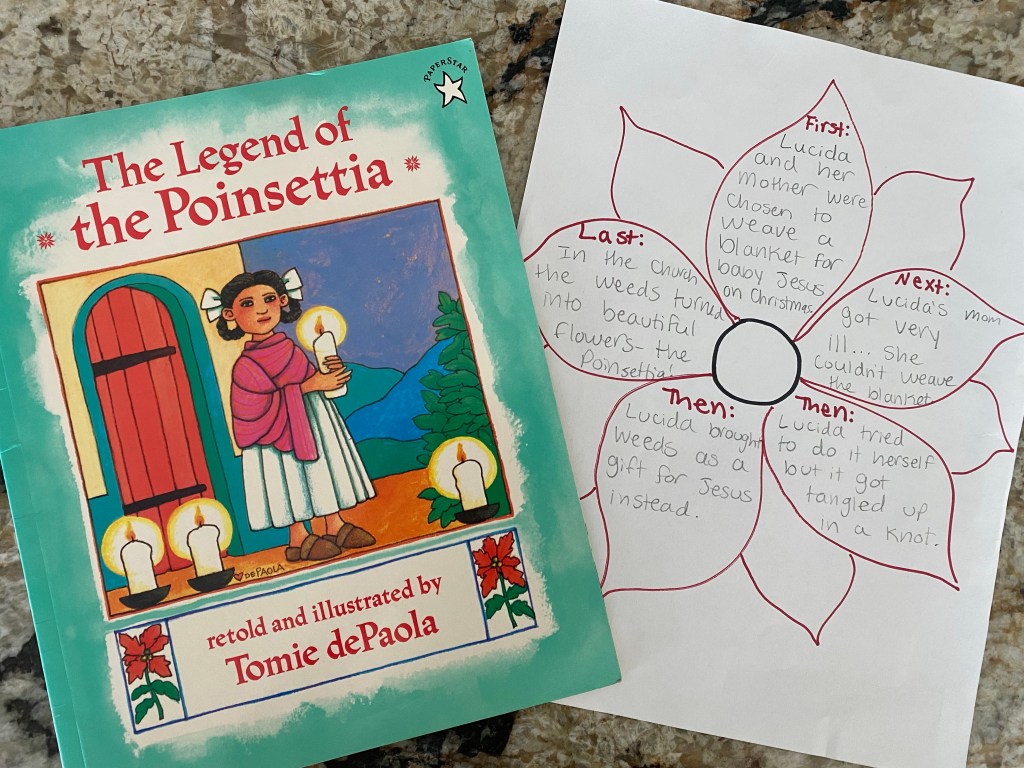 PAPERSTAR
The Legend of
the Poinsettia
dePAOLA
retold and illustrated by
Tomie dePaola
First:
Lucida
and her
mother were
chosen to
weave a
blanket for
baby Jesus
on Christmas.
Next:
Lucida's mom
got very
ill... she
couldn't weave
the blanket
Then:
Lucida tried
to do it herself
but it got
tangled up
in a knot.
Then:
Lucida brought
weeds as a
gift for Jesus
instead.
Last:
In the church
the weeds turned
into beautiful
flowers- the
Poinsettia!